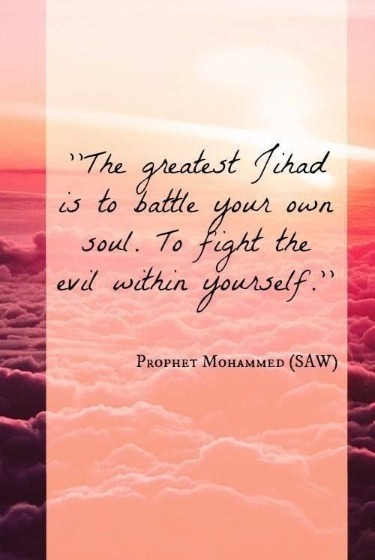 "The greatest Jihad
is to battle your own
soul. To fight the
evil within yourself."
Prophet Mohammed (SAW)